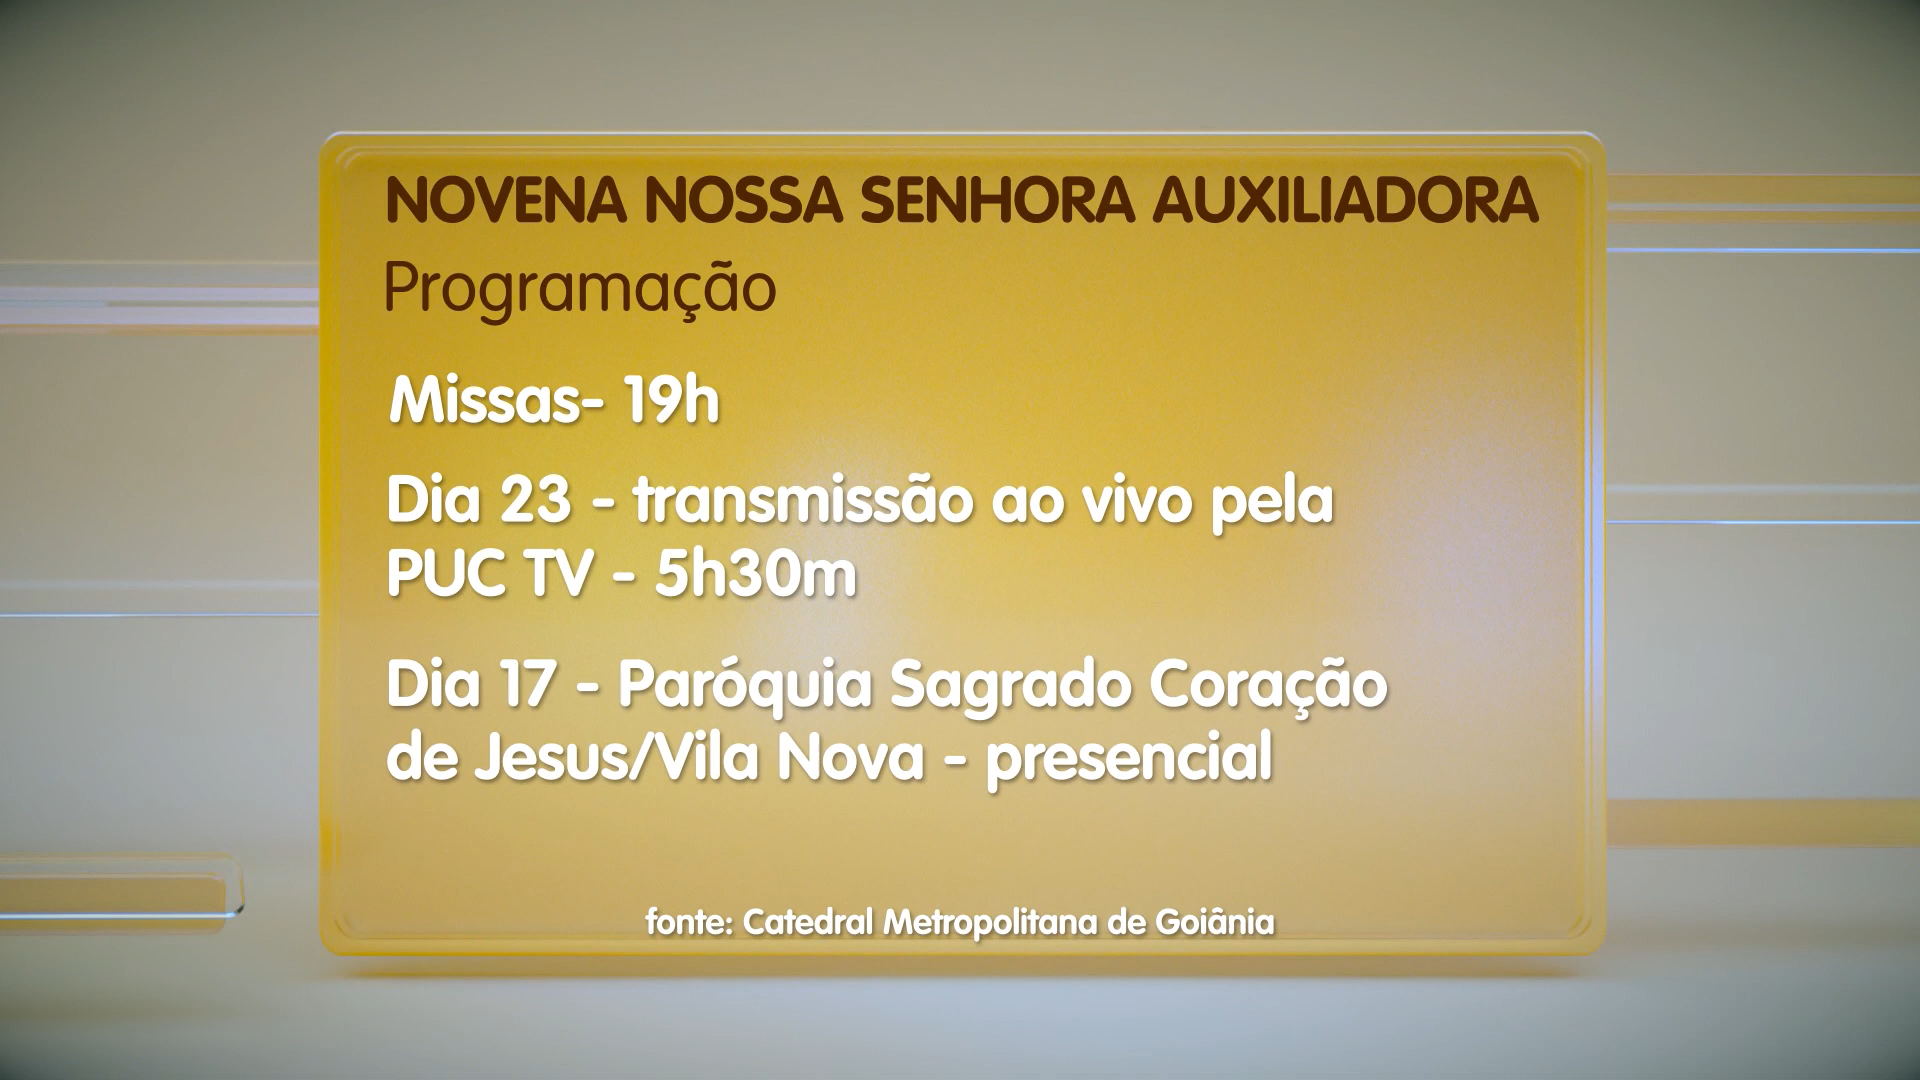 NOVENA NOSSA SENHORA AUXILIADORA
Programação
Missas- 19h
Dia 23 - transmissão ao vivo pela
PUC TV - 5h30m
Dia 17 - Paróquia Sagrado Coração
de Jesus/Vila Nova - presencial
fonte: Catedral Metropolitana de Goiânia